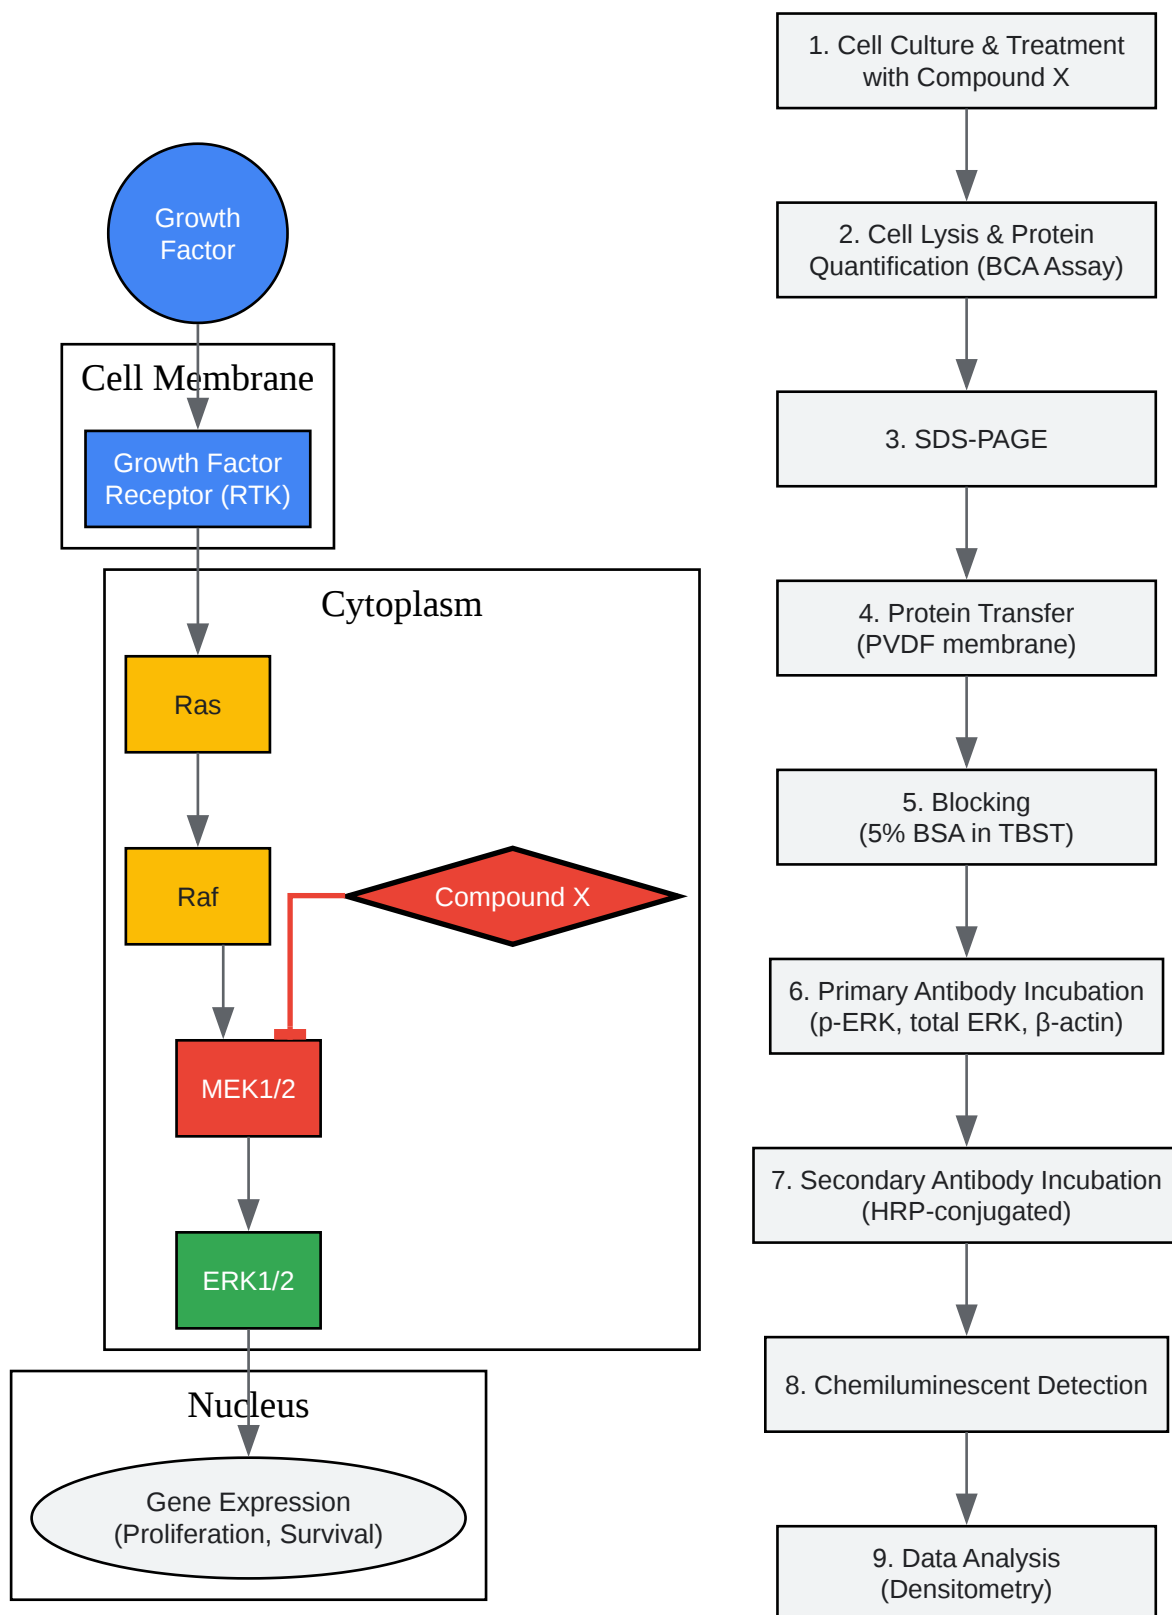 Growth
Factor
Cell Membrane
Growth Factor
Receptor (RTK)
Cytoplasm
Ras
Raf
Compound X
MEK1/2
ERK1/2
Nucleus
Gene Expression
(Proliferation, Survival)
1. Cell Culture & Treatment
with Compound X
2. Cell Lysis & Protein
Quantification (BCA Assay)
3. SDS-PAGE
4. Protein Transfer
(PVDF membrane)
5. Blocking
(5% BSA in TBST)
6. Primary Antibody Incubation
(p-ERK, total ERK, β-actin)
7. Secondary Antibody Incubation
(HRP-conjugated)
8. Chemiluminescent Detection
9. Data Analysis
(Densitometry)